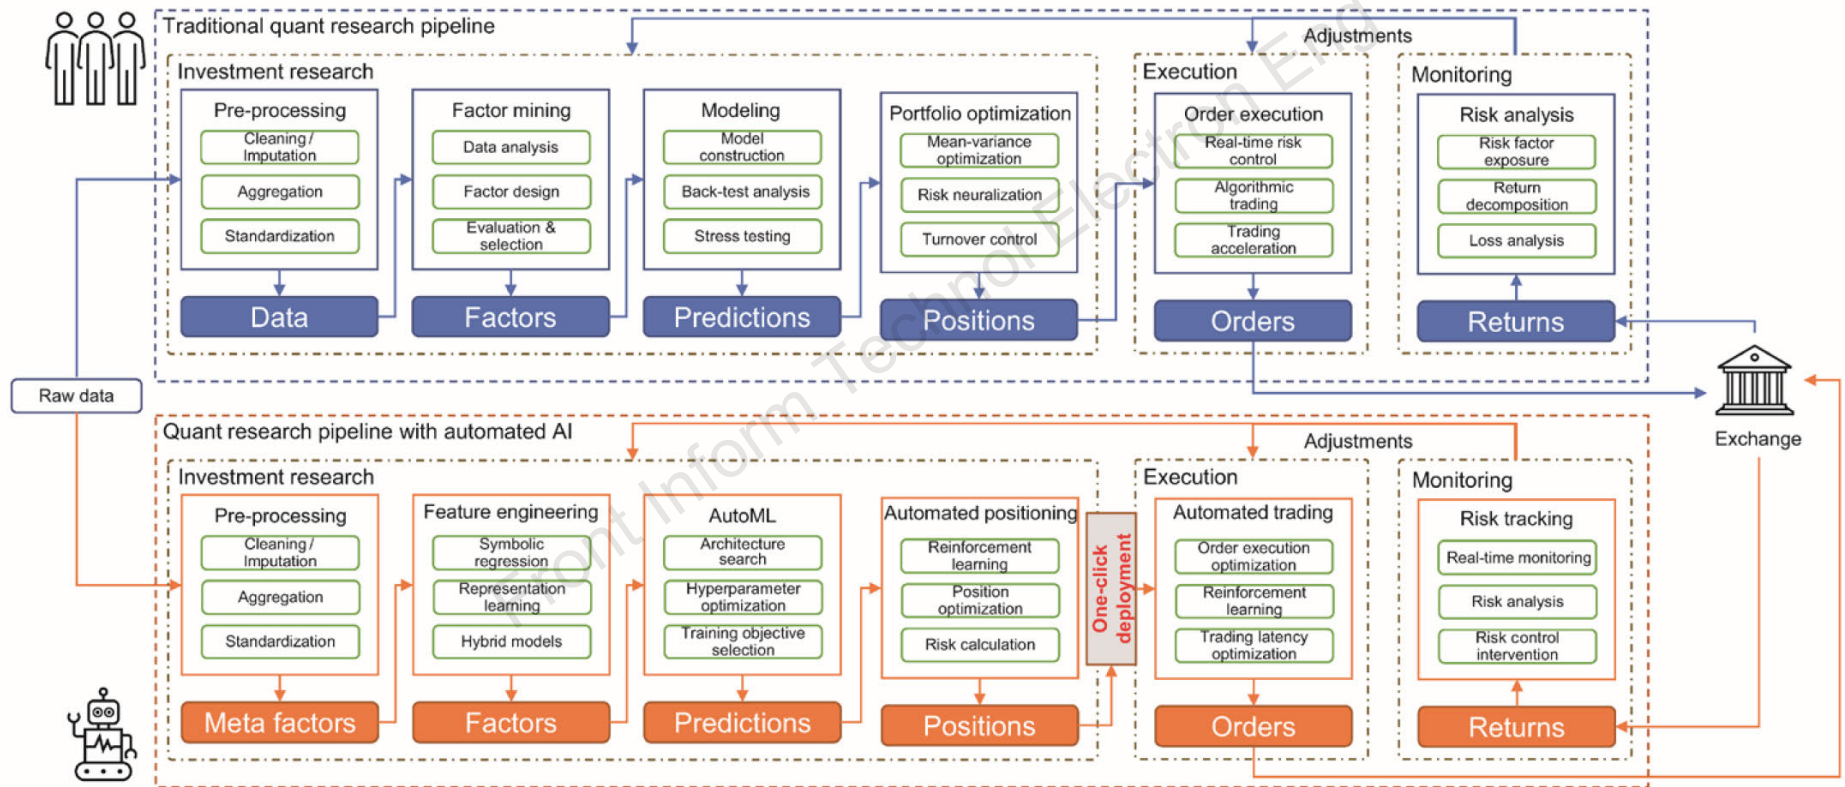 Traditional quant research pipeline
Adjustments
Investment research
Execution
Monitoring
Pre-processing
Cleaning /
Imputation
Aggregation
Standardization
Data
Factor mining
Data analysis
Factor design
Evaluation &
selection
Factors
Modeling
Model
construction
Back-test analysis
Stress testing
Predictions
Portfolio optimization
Mean-variance
optimization
Risk neuralization
Turnover control
Positions
Order execution
Real-time risk
control
Algorithmic
trading
Trading
acceleration
Orders
Risk analysis
Risk factor
exposure
Return
decomposition
Loss analysis
Returns
Raw data
Exchange
Quant research pipeline with automated AI
Adjustments
Investment research
Execution
Monitoring
Pre-processing
Cleaning /
Imputation
Aggregation
Standardization
Meta factors
Feature engineering
Symbolic
regression
Representation
learning
Hybrid models
Factors
AutoML
Architecture
search
Hyperparameter
optimization
Training objective
selection
Predictions
Automated positioning
Reinforcement
learning
Position
optimization
Risk calculation
Positions
One-click
deployment
Automated trading
Order execution
optimization
Reinforcement
learning
Trading latency
optimization
Orders
Risk tracking
Real-time monitoring
Risk analysis
Risk control
intervention
Returns
Front Inform Technol Electron Eng